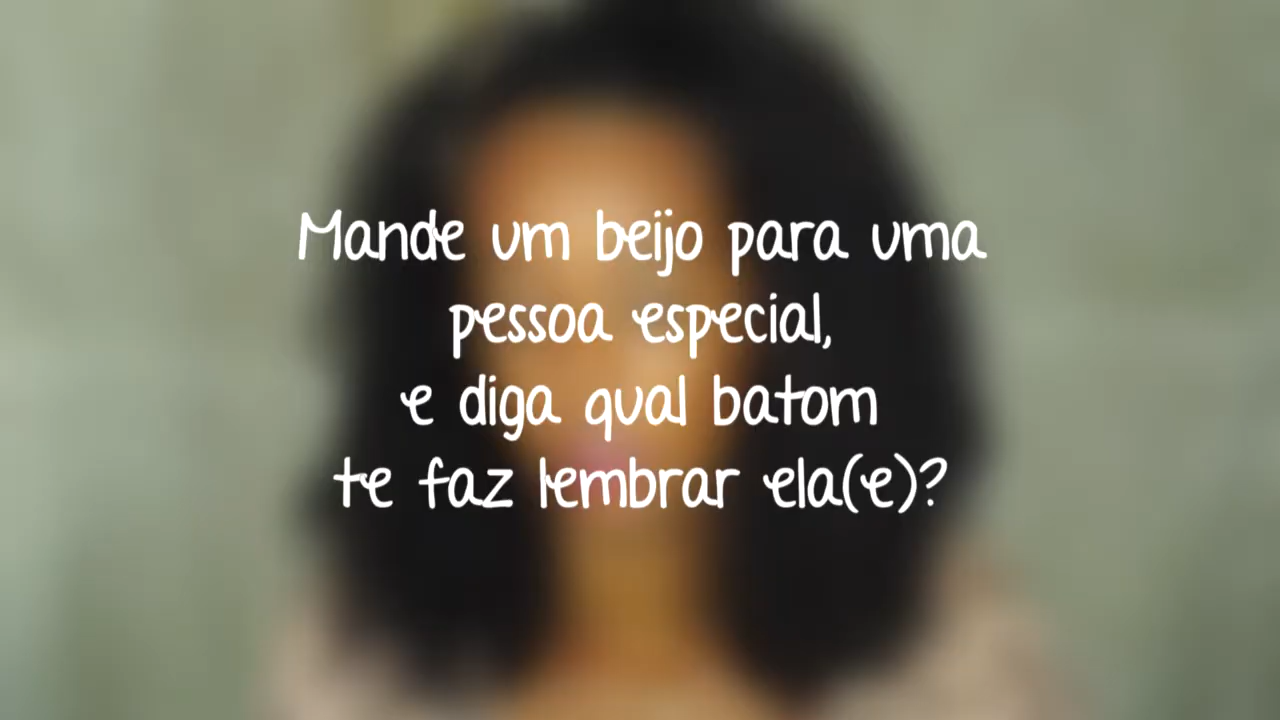 Mande um beijo para uma
pessoa especial,
e diga qual batom
te faz lembrar ela(e)?